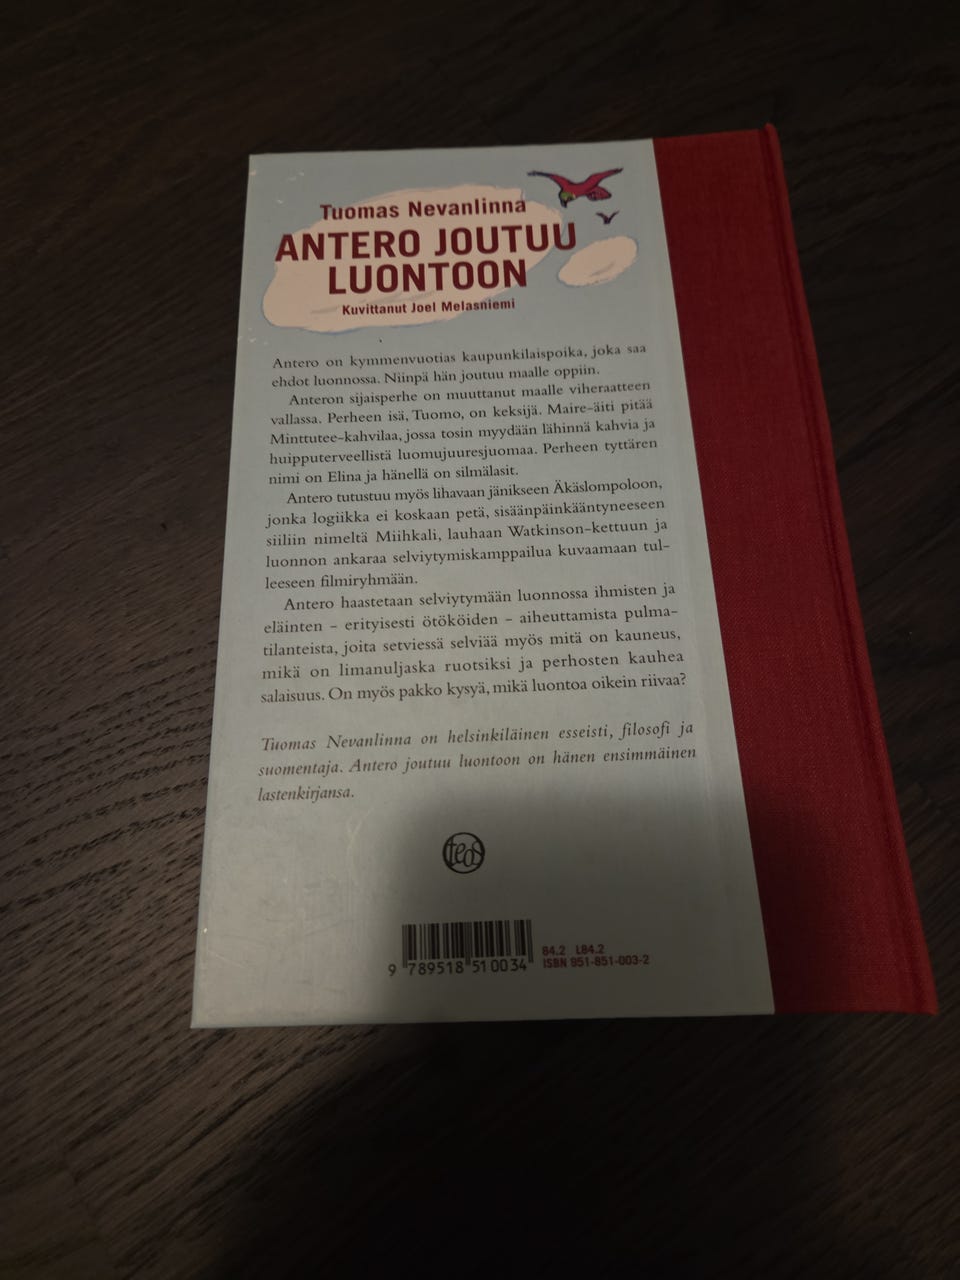 Tuomas Nevanlinna
ANTERO JOUTUU
LUONTOON
Kuvittanut Joel Melasniemi
Antero on kymmenvuotias kaupunkilaispoika, joka saa
ehdot luonnossa. Niinpä hän joutuu maalle oppiin.
Anteron sijaisperhe on muuttanut maalle viheraatteen
vallassa. Perheen isä, Tuomo, on keksijä. Maire-äiti pitää
Minttutee-kahvilaa, jossa tosin myydään lähinnä kahvia ja
huipputerveellistä luomujuuresjuomaa. Perheen tyttären
nimi on Elina ja hänellä on silmälasit.
Antero tutustuu myös lihavaan jänikseen Äkäslompoloon,
jonka logiikka ei koskaan petä, sisäänpäinkääntyneeseen
siiliin nimeltä Miihkali, lauhaan Watkinson-kettuun ja
luonnon ankaraa selviytymiskamppailua kuvaamaan tul-
leeseen filmiryhmään.
Antero haastetaan selviytymään luonnossa ihmisten ja
eläinten – erityisesti ötököiden – aiheuttamista pulma-
tilanteista, joita setviessä selviää myös mitä on kauneus,
mikä on limanuljaska ruotsiksi ja perhosten kauhea
salaisuus. On myös pakko kysyä, mikä luontoa oikein riivaa?
Tuomas Nevanlinna on helsinkiläinen esseisti, filosofi ja
suomentaja. Antero joutuu luontoon on hänen ensimmäinen
lastenkirjansa.
teos
84.2 L84.2
ISBN 951-851-003-2
9 789518 510034